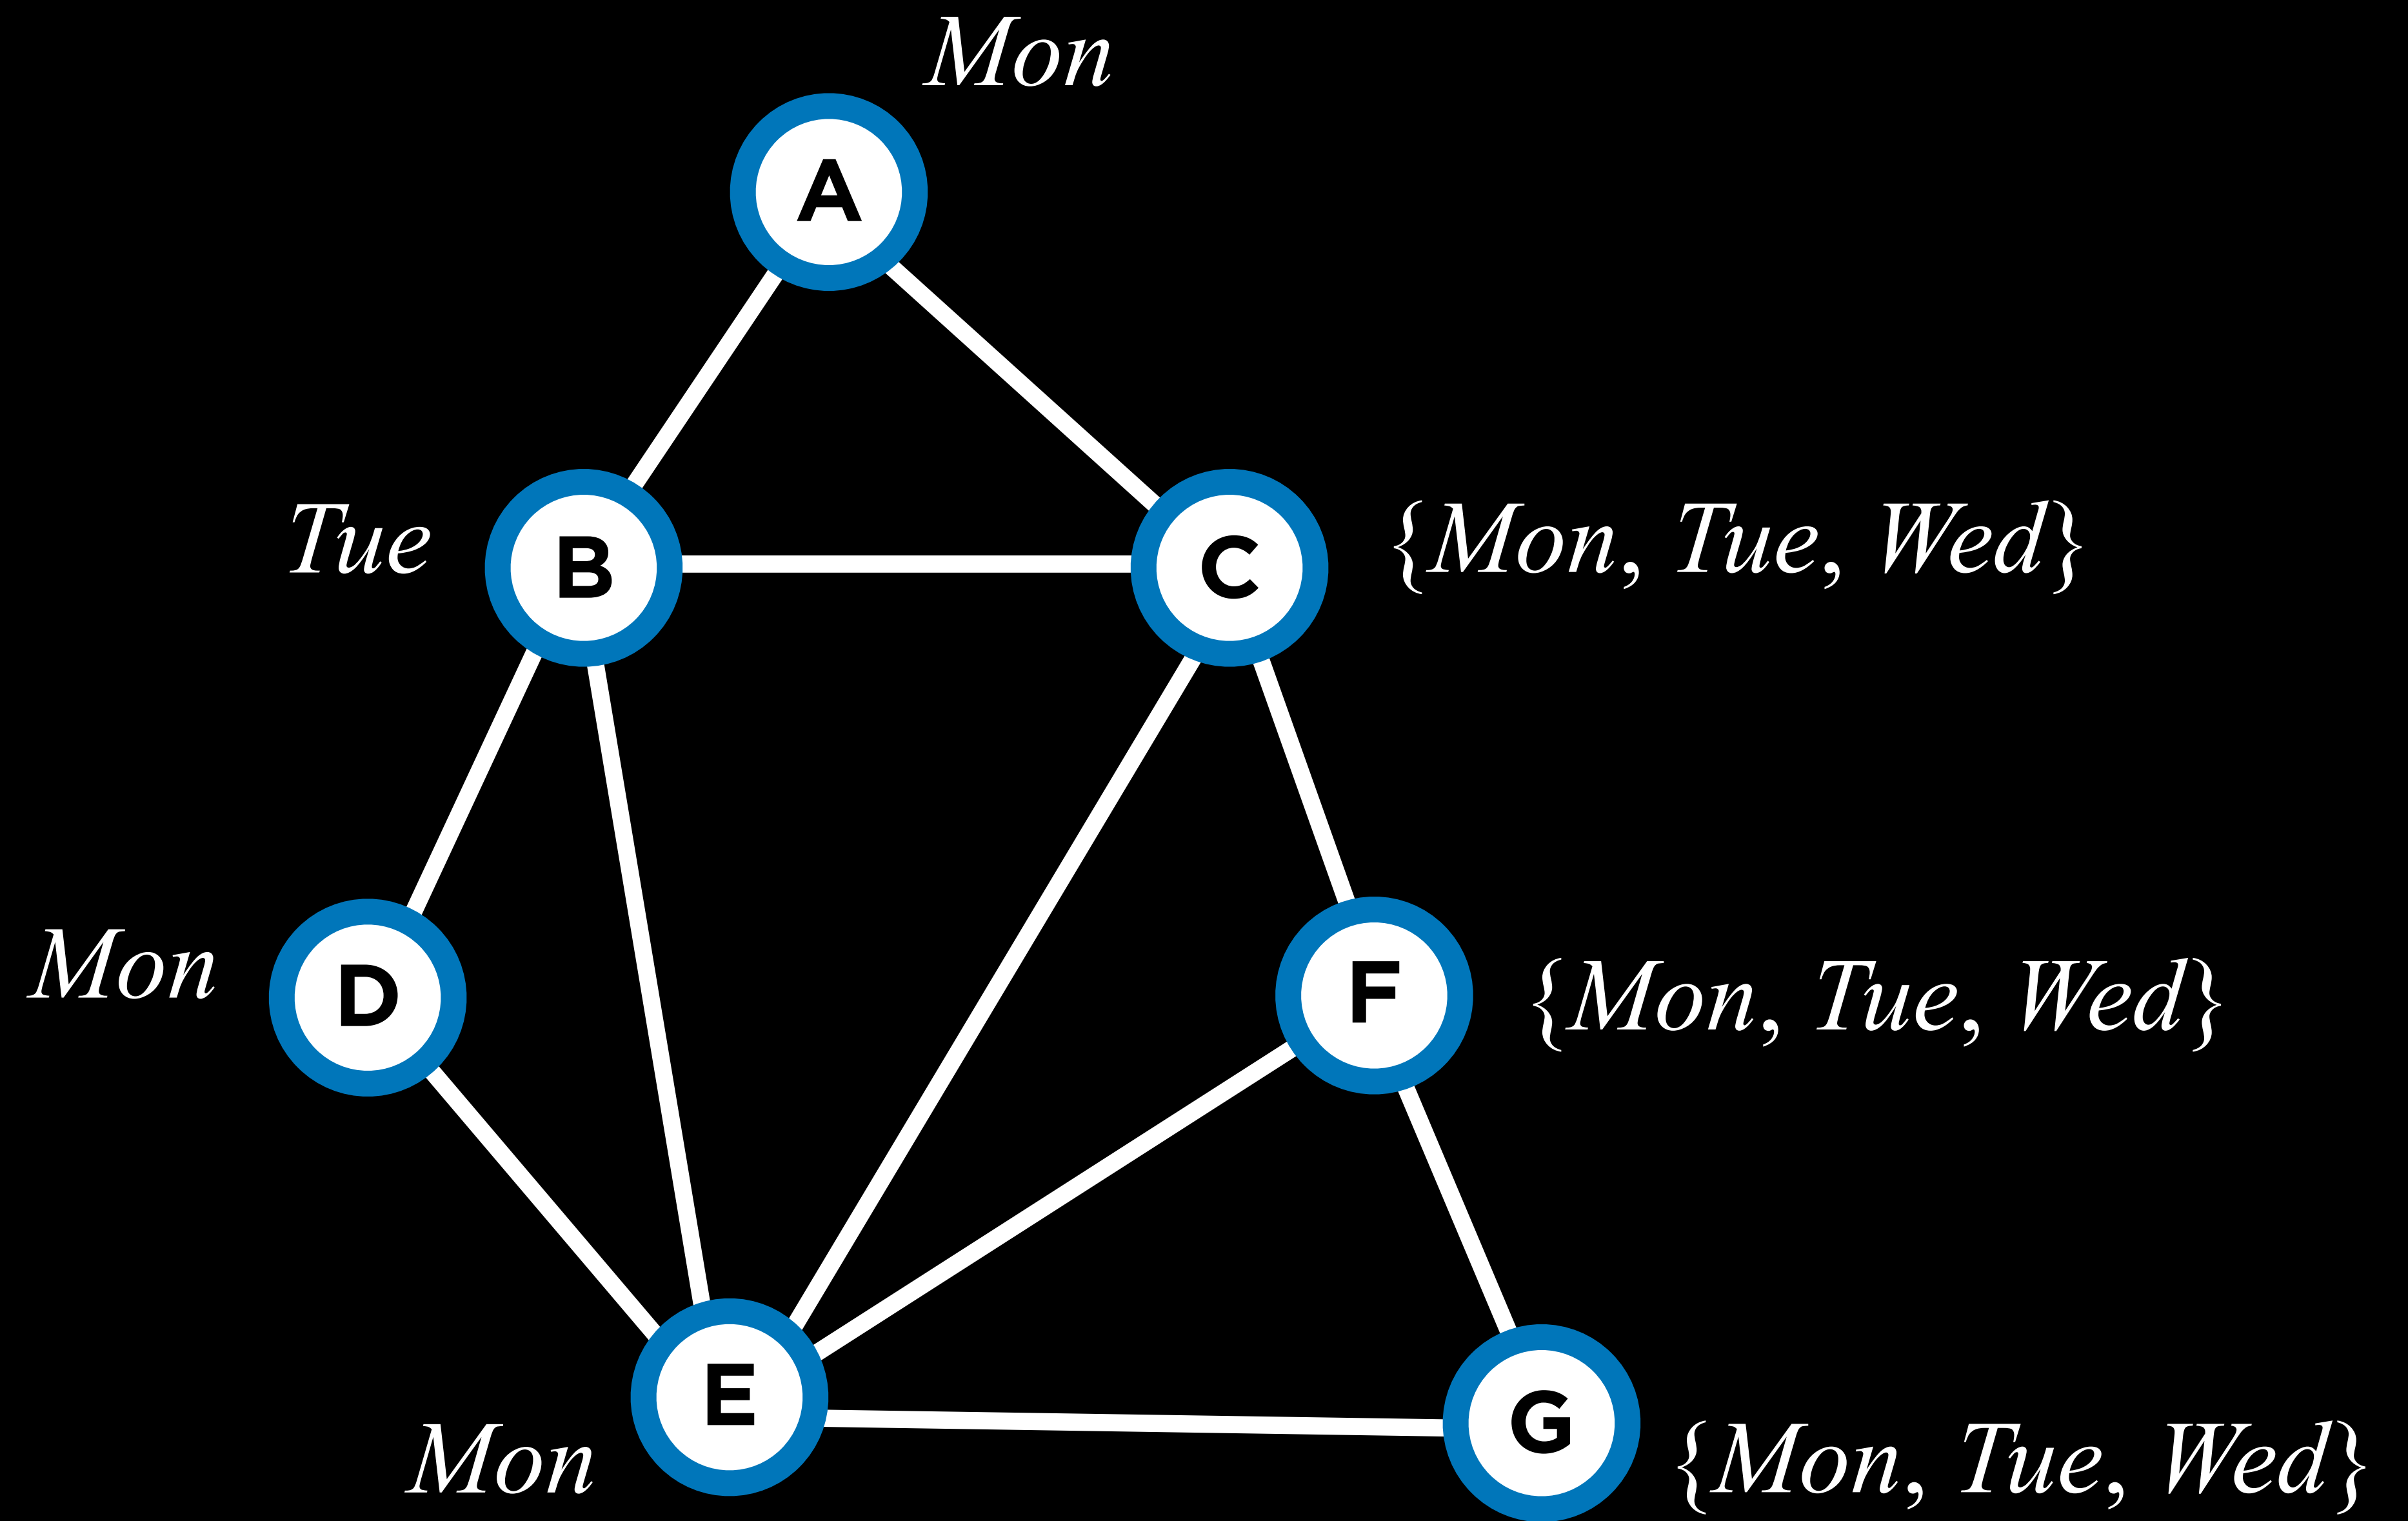 Mon
A
Tue
B
C
{Mon, Tue, Wed}
Mon
D
F
{Mon, Tue, Wed}
E
Mon
G
{Mon, Tue, Wed}